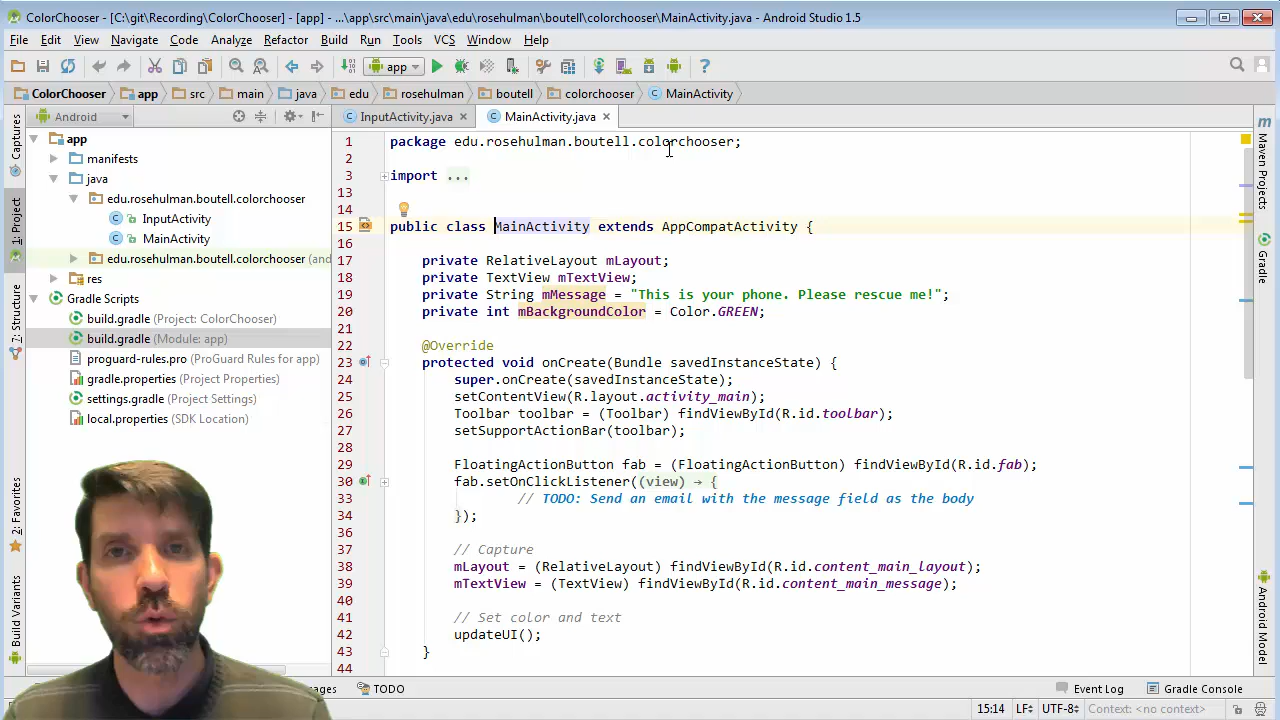 ColorChooser - [C:\git\Recording\ColorChooser] - [app] - ...\app\src\main\java\edu\rosehulman\boutell\colorchooser\MainActivity.java - Android Studio 1.5
File Edit View Navigate Code Analyze Refactor Build Run Tools VCS Window Help
app
ColorChooser app src main java edu rosehulman boutell colorchooser MainActivity
Android
InputActivity.java MainActivity.java
Captures
1: Project
7: Structure
2: Favorites
Build Variants
app
manifests
java
edu.rosehulman.boutell.colorchooser
InputActivity
MainActivity
edu.rosehulman.boutell.colorchooser (and
res
Gradle Scripts
build.gradle (Project: ColorChooser)
build.gradle (Module: app)
proguard-rules.pro (ProGuard Rules for app)
gradle.properties (Project Properties)
settings.gradle (Project Settings)
local.properties (SDK Location)
1 package edu.rosehulman.boutell.colorchooser;
2
3 import ...
13
14
15 public class MainActivity extends AppCompatActivity {
16
17 private RelativeLayout mLayout;
18 private TextView mTextView;
19 private String mMessage = "This is your phone. Please rescue me!";
20 private int mBackgroundColor = Color.GREEN;
21
22 @Override
23 protected void onCreate(Bundle savedInstanceState) {
24 super.onCreate(savedInstanceState);
25 setContentView(R.layout.activity_main);
26 Toolbar toolbar = (Toolbar) findViewById(R.id.toolbar);
27 setSupportActionBar(toolbar);
28
29 FloatingActionButton fab = (FloatingActionButton) findViewById(R.id.fab);
30 fab.setOnClickListener((view) → {
33 // TODO: Send an email with the message field as the body
34 });
36
37 // Capture
38 mLayout = (RelativeLayout) findViewById(R.id.content_main_layout);
39 mTextView = (TextView) findViewById(R.id.content_main_message);
40
41 // Set color and text
42 updateUI();
43 }
44
Maven Projects
Gradle
Android Model
TODO
Event Log Gradle Console
15:14 LF÷ UTF-8÷ Context: <no context>